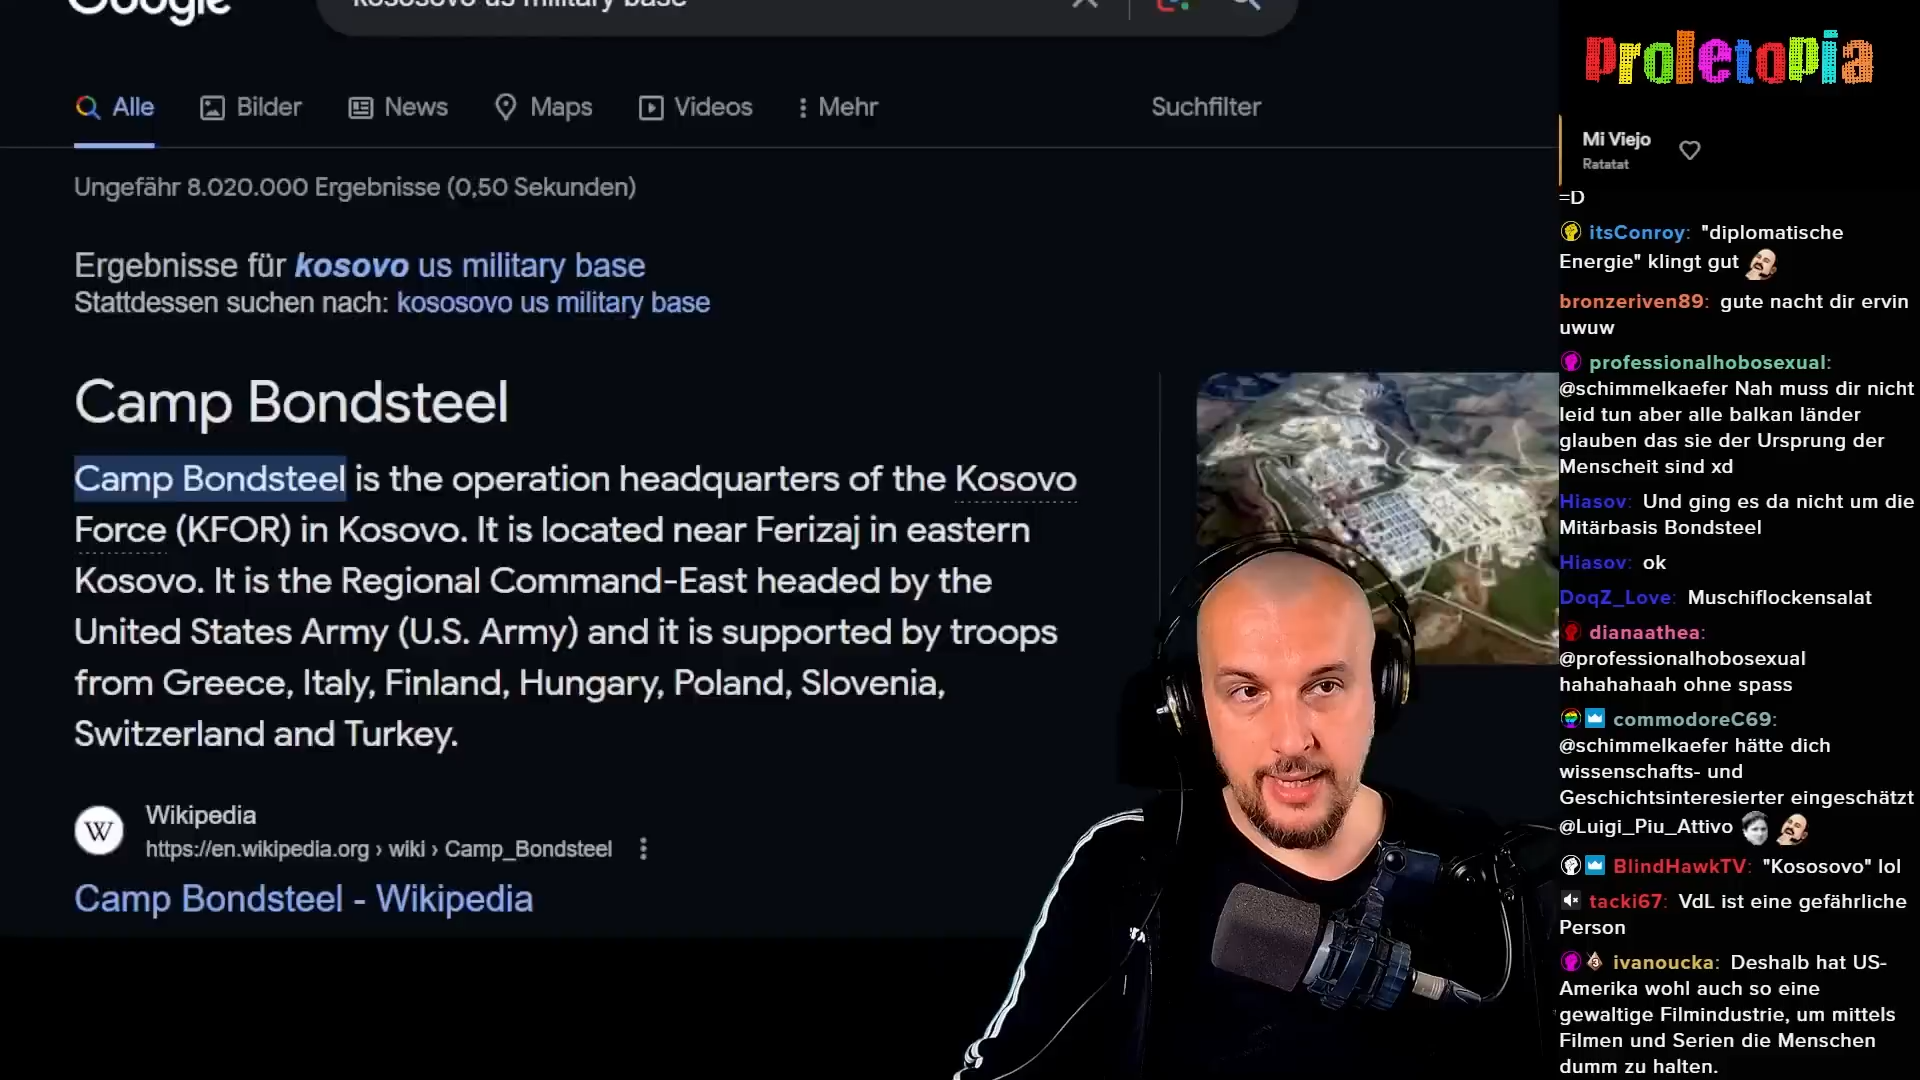 Google
kososovo us military base
Alle
Bilder
News
Maps
Videos
Mehr
Suchfilter
Ungefähr 8.020.000 Ergebnisse (0,50 Sekunden)
Ergebnisse für kosovo us military base
Stattdessen suchen nach: kososovo us military base
Camp Bondsteel
Camp Bondsteel is the operation headquarters of the Kosovo
Force (KFOR) in Kosovo. It is located near Ferizaj in eastern
Kosovo. It is the Regional Command-East headed by the
United States Army (U.S. Army) and it is supported by troops
from Greece, Italy, Finland, Hungary, Poland, Slovenia,
Switzerland and Turkey.
W
Wikipedia
https://en.wikipedia.org › wiki › Camp_Bondsteel
Camp Bondsteel - Wikipedia
Proletopia
Mi Viejo
Ratatat
=D
itsConroy: "diplomatische
Energie" klingt gut
bronzeriven89: gute nacht dir ervin
uwuw
professionalhobosexual:
@schimmelkaefer Nah muss dir nicht
leid tun aber alle balkan länder
glauben das sie der Ursprung der
Menscheit sind xd
Hiasov: Und ging es da nicht um die
Mitärbasis Bondsteel
Hiasov: ok
DoqZ_Love: Muschiflockensalat
dianaathea:
@professionalhobosexual
hahahahaah ohne spass
commodoreC69:
@schimmelkaefer hätte dich
wissenschafts- und
Geschichtsinteresierter eingeschätzt
@Luigi_Piu_Attivo
BlindHawkTV: "Kososovo" lol
tacki67: VdL ist eine gefährliche
Person
3 ivanoucka: Deshalb hat US-
Amerika wohl auch so eine
gewaltige Filmindustrie, um mittels
Filmen und Serien die Menschen
dumm zu halten.